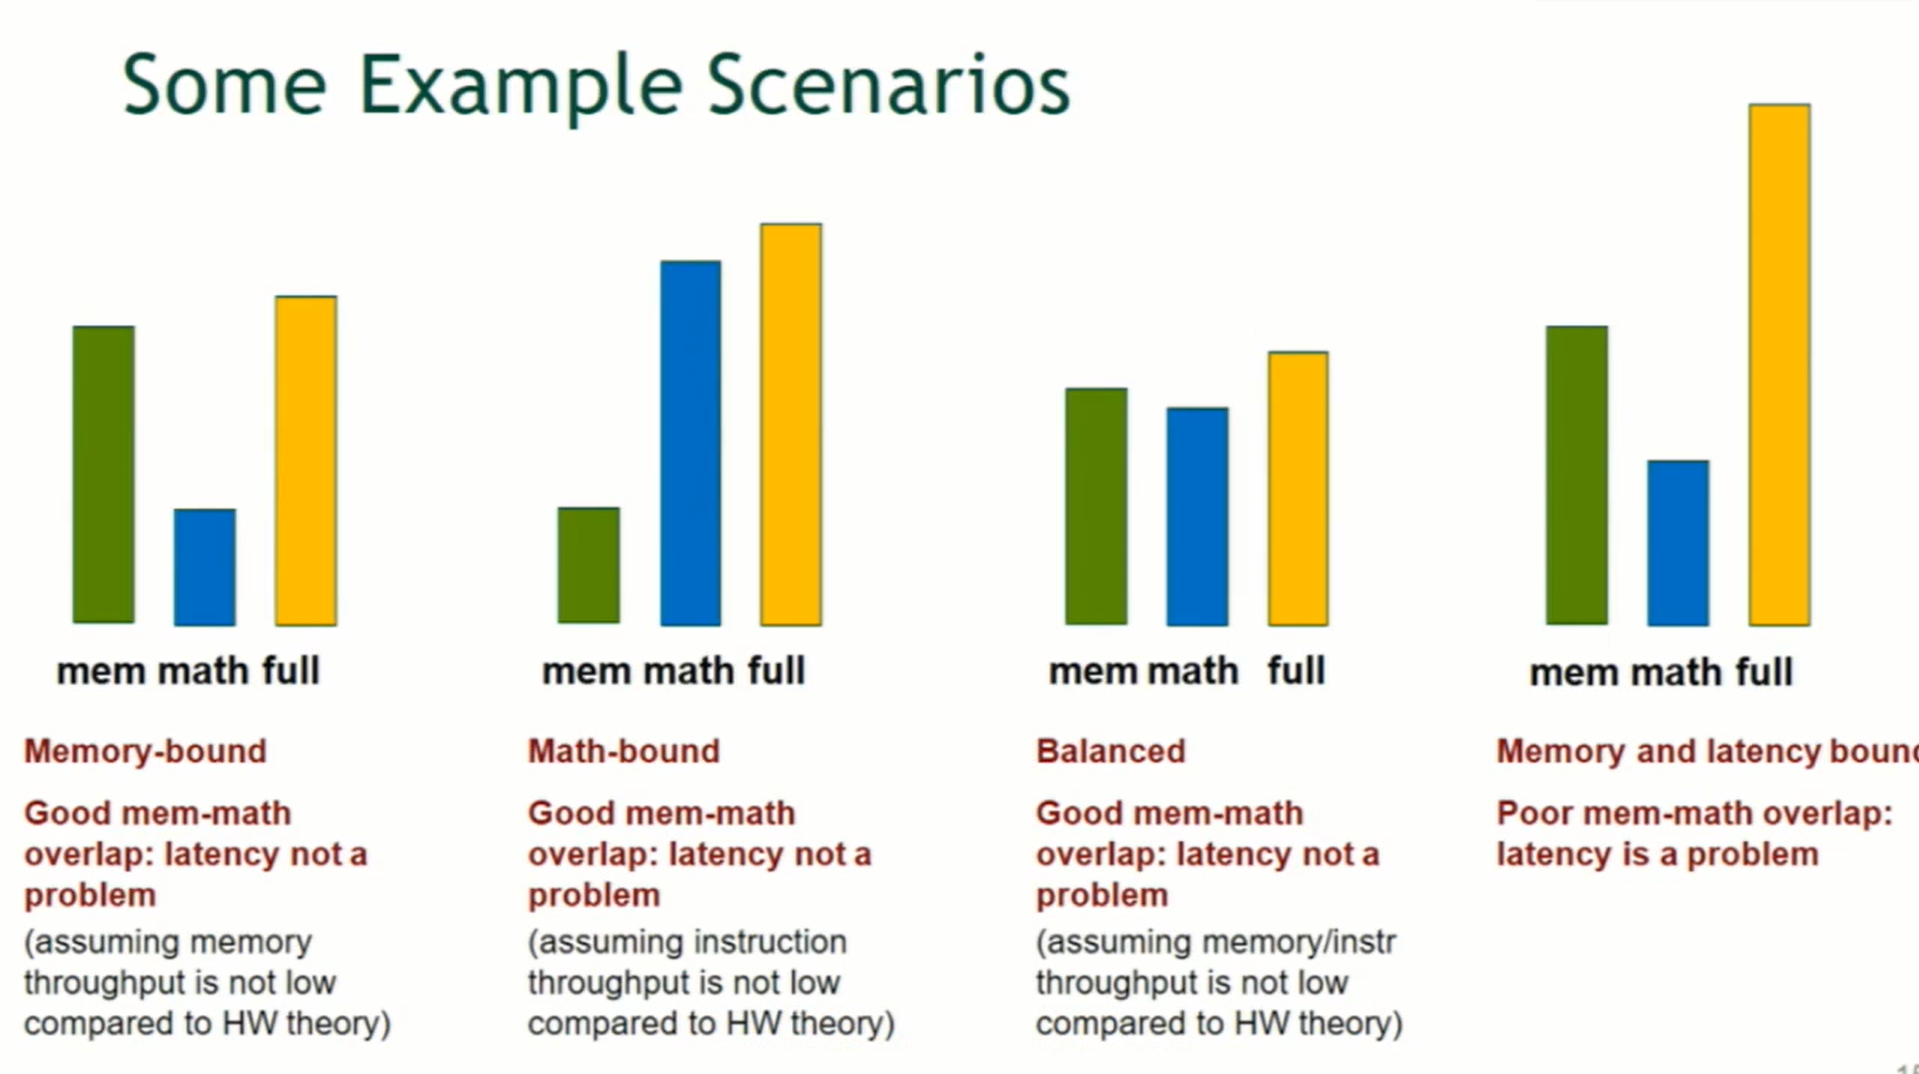 Some Example Scenarios
mem math full
mem math full
mem math full
mem math full
Memory-bound
Good mem-math
overlap: latency not a
problem
(assuming memory
throughput is not low
compared to HW theory)
Math-bound
Good mem-math
overlap: latency not a
problem
(assuming instruction
throughput is not low
compared to HW theory)
Balanced
Good mem-math
overlap: latency not a
problem
(assuming memory/instr
throughput is not low
compared to HW theory)
Memory and latency
Poor mem-math overlap:
latency is a problem